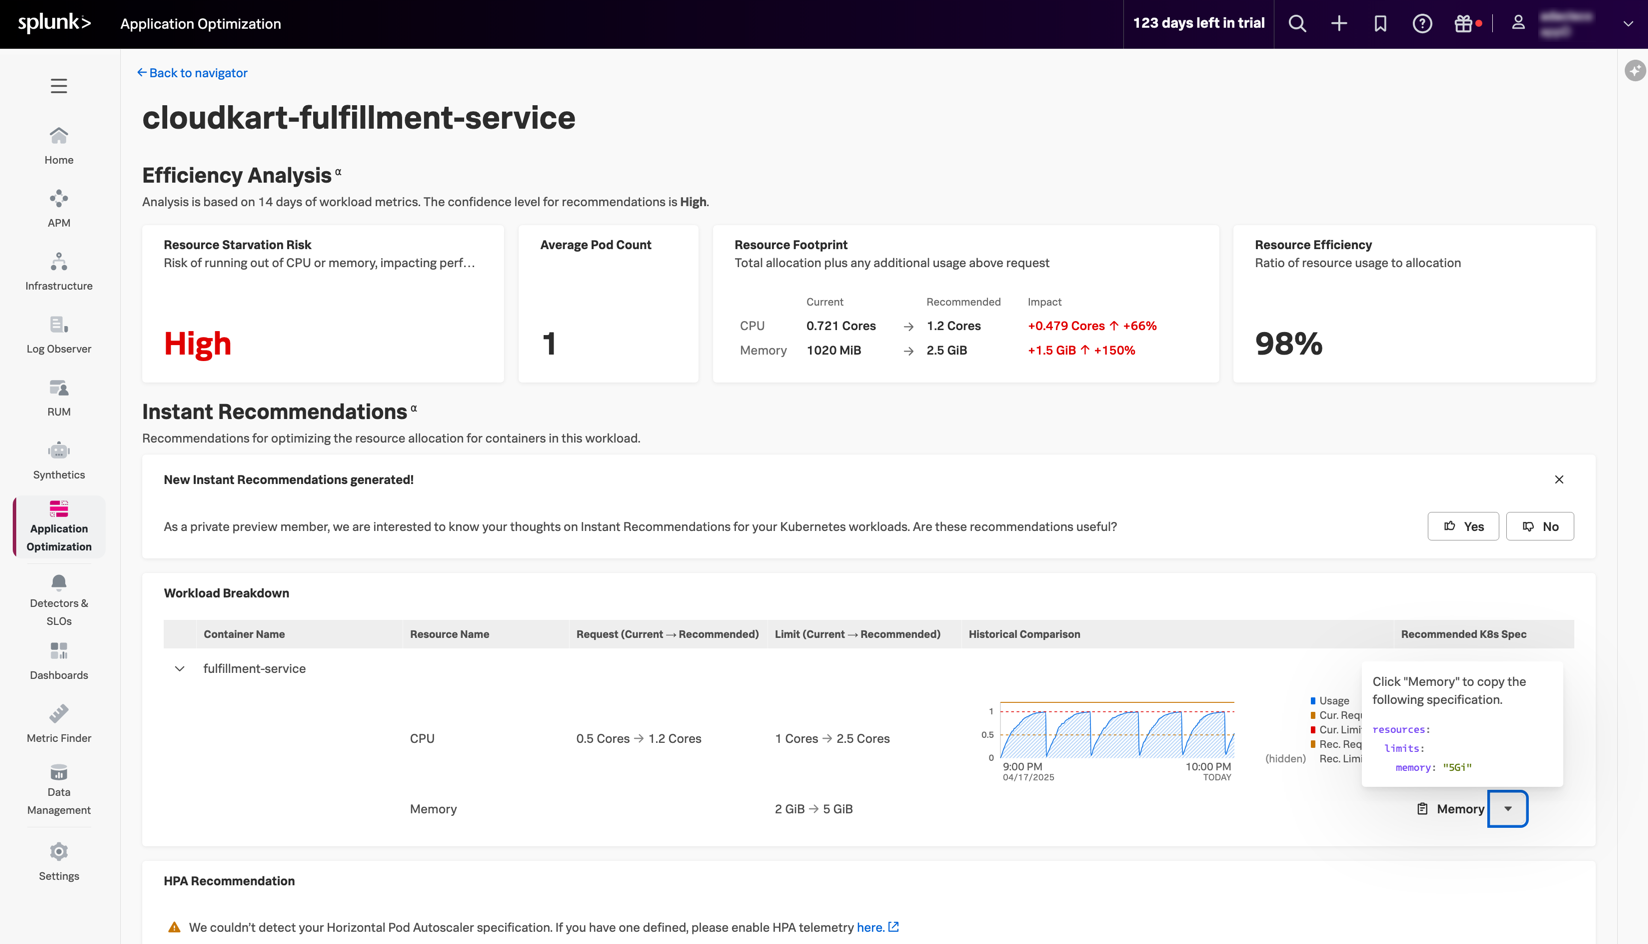 splunk>
Application Optimization
123 days left in trial
Back to navigator
cloudkart-fulfillment-service
Home
APM
Infrastructure
Log Observer
RUM
Synthetics
Application
Optimization
Detectors &
SLOs
Dashboards
Metric Finder
Data
Management
Settings
Efficiency Analysis α
Analysis is based on 14 days of workload metrics. The confidence level for recommendations is High.
Resource Starvation Risk
Risk of running out of CPU or memory, impacting perf…
High
Average Pod Count
1
Resource Footprint
Total allocation plus any additional usage above request
Current Recommended Impact
CPU 0.721 Cores → 1.2 Cores +0.479 Cores ↑ +66%
Memory 1020 MiB → 2.5 GiB +1.5 GiB ↑ +150%
Resource Efficiency
Ratio of resource usage to allocation
98%
Instant Recommendations α
Recommendations for optimizing the resource allocation for containers in this workload.
New Instant Recommendations generated!
As a private preview member, we are interested to know your thoughts on Instant Recommendations for your Kubernetes workloads. Are these recommendations useful?
Yes
No
Workload Breakdown
Container Name Resource Name Request (Current → Recommended) Limit (Current → Recommended) Historical Comparison Recommended K8s Spec
fulfillment-service
CPU 0.5 Cores → 1.2 Cores 1 Cores → 2.5 Cores
1
0.5
0
9:00 PM
04/17/2025
10:00 PM
TODAY
Usage
Cur. Requ
Cur. Limi
Rec. Req
(hidden) Rec. Limi
Click "Memory" to copy the
following specification.
resources:
limits:
memory: "5Gi"
Memory 2 GiB → 5 GiB
Memory
HPA Recommendation
We couldn't detect your Horizontal Pod Autoscaler specification. If you have one defined, please enable HPA telemetry here.